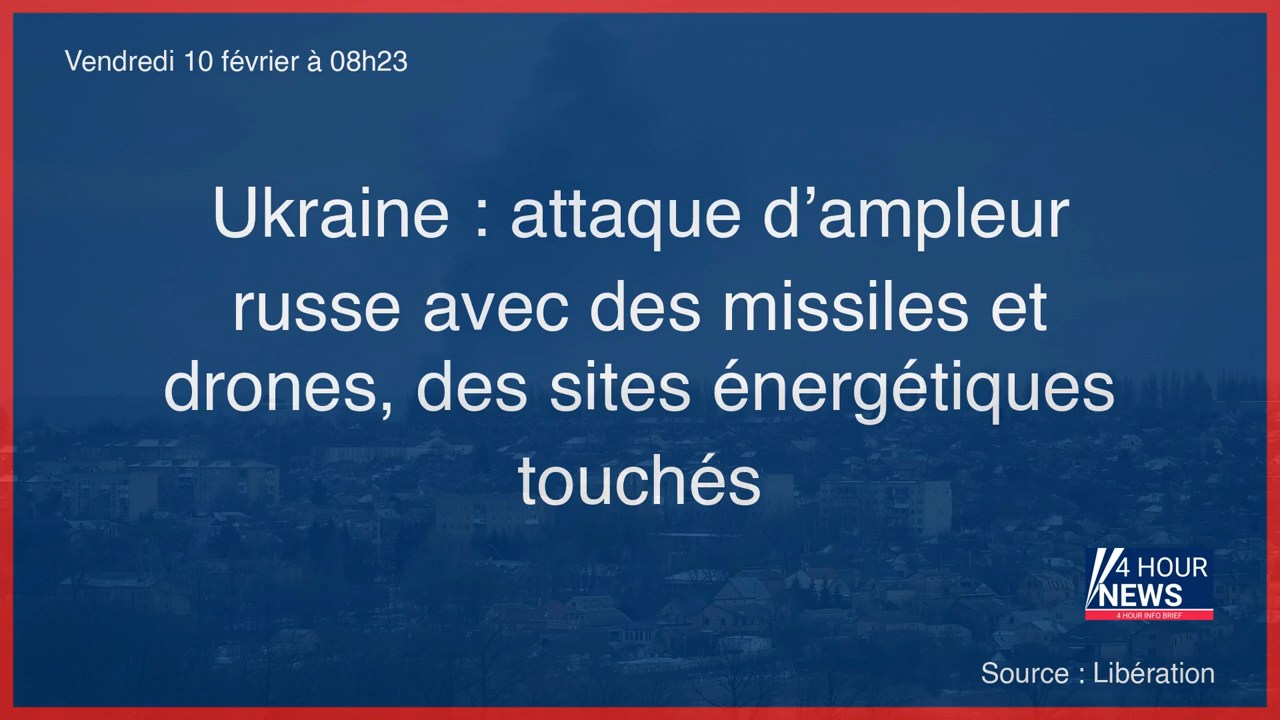 Vendredi 10 février à 08h23
Ukraine : attaque d’ampleur
russe avec des missiles et
drones, des sites énergétiques
touchés
4 HOUR
NEWS
4 HOUR INFO BRIEF
Source : Libération